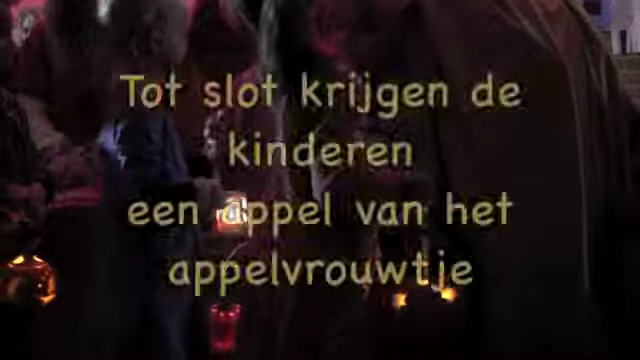 Tot slot krijgen de
kinderen
een appel van het
appelvrouwtje